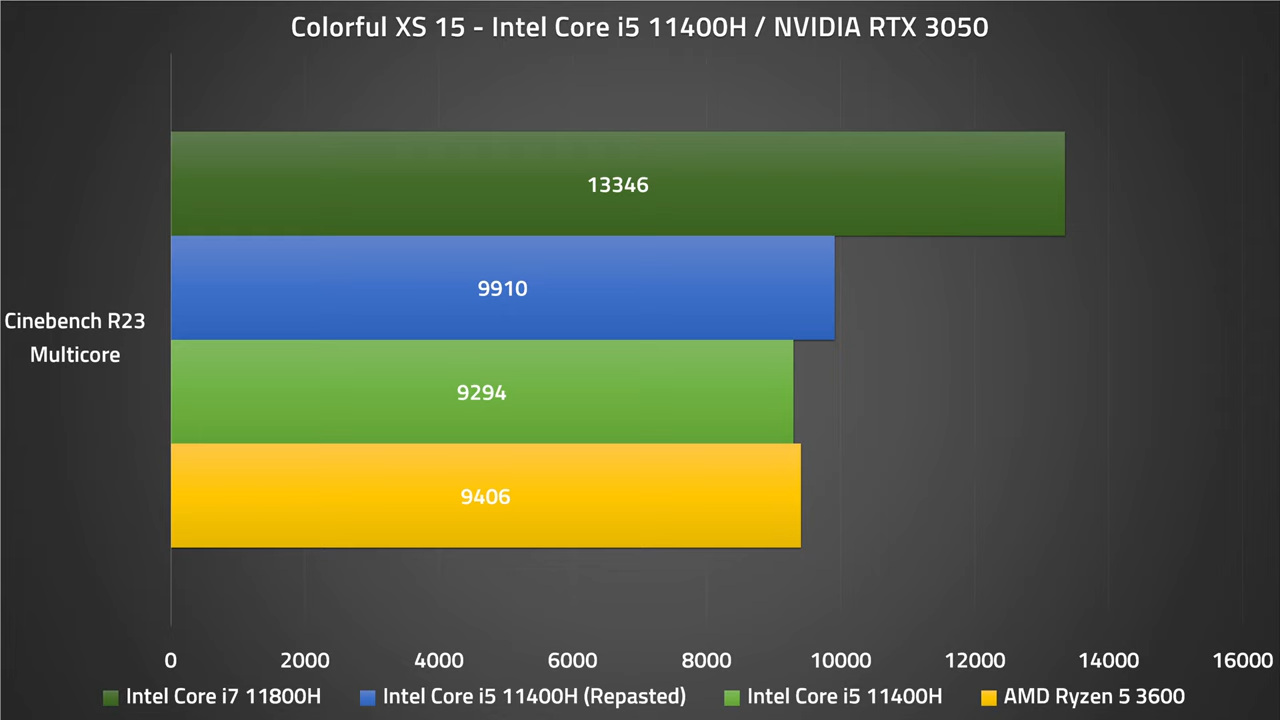 Colorful XS 15 - Intel Core i5 11400H / NVIDIA RTX 3050
13346
9910
Cinebench R23
Multicore
9294
9406
0 2000 4000 6000 8000 10000 12000 14000 16000
Intel Core i7 11800H Intel Core i5 11400H (Repasted) Intel Core i5 11400H AMD Ryzen 5 3600